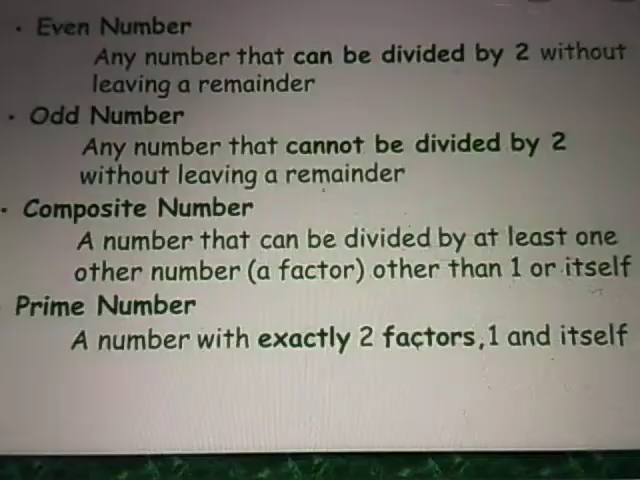 · Even Number
Any number that can be divided by 2 without
leaving a remainder
· Odd Number
Any number that cannot be divided by 2
without leaving a remainder
· Composite Number
A number that can be divided by at least one
other number (a factor) other than 1 or itself
Prime Number
A number with exactly 2 factors,1 and itself